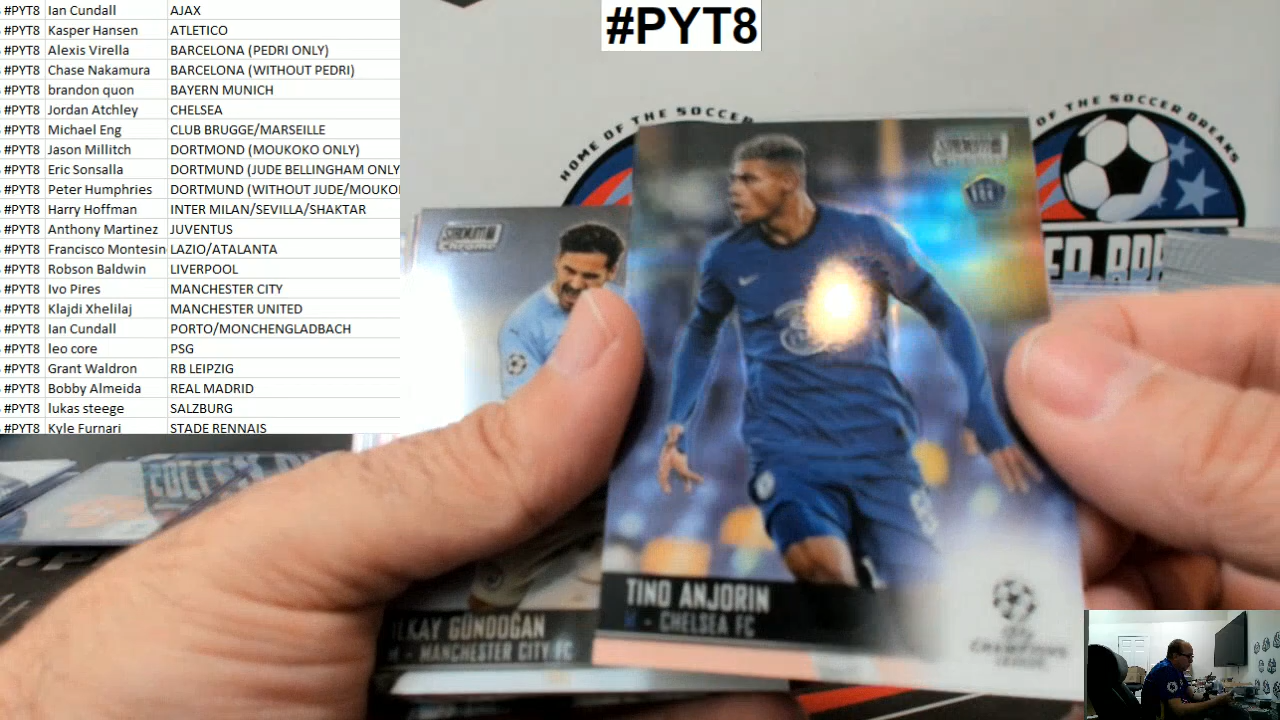 #PYT8 Ian Cundall AJAX
#PYT8 Kasper Hansen ATLETICO
#PYT8 Alexis Virella BARCELONA (PEDRI ONLY)
#PYT8 Chase Nakamura BARCELONA (WITHOUT PEDRI)
#PYT8 brandon quon BAYERN MUNICH
#PYT8 Jordan Atchley CHELSEA
#PYT8 Michael Eng CLUB BRUGGE/MARSEILLE
#PYT8 Jason Millitch DORTMOND (MOUKOKO ONLY)
#PYT8 Eric Sonsalla DORTMUND (JUDE BELLINGHAM ONLY
#PYT8 Peter Humphries DORTMUND (WITHOUT JUDE/MOUKO
#PYT8 Harry Hoffman INTER MILAN/SEVILLA/SHAKTAR
#PYT8 Anthony Martinez JUVENTUS
#PYT8 Francisco Montesin LAZIO/ATALANTA
#PYT8 Robson Baldwin LIVERPOOL
#PYT8 Ivo Pires MANCHESTER CITY
#PYT8 Klajdi Xhelilaj MANCHESTER UNITED
#PYT8 Ian Cundall PORTO/MONCHENGLADBACH
#PYT8 leo core PSG
#PYT8 Grant Waldron RB LEIPZIG
#PYT8 Bobby Almeida REAL MADRID
#PYT8 lukas steege SALZBURG
#PYT8 Kyle Furnari STADE RENNAIS
#PYT8
HOME OF THE SOCCER
OF THE SOCCER BREAKS
STADIUM
Chrome
TINO ANJORIN
- CHELSEA FC
LKAY GÜNDOĞAN
- MANCHESTER CITY FC
CHAMPIONS
LEAGUE